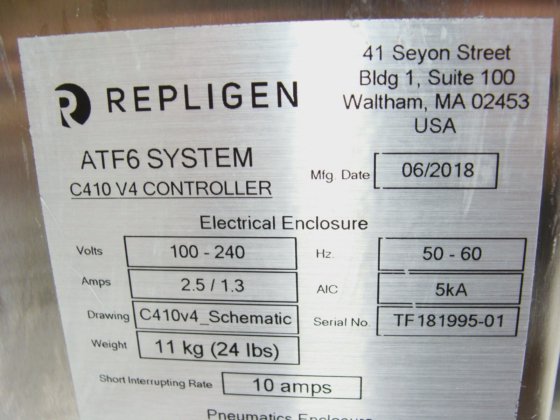 REPLIGEN
41 Seyon Street
Bldg 1, Suite 100
Waltham, MA 02453
USA
ATF6 SYSTEM
C410 V4 CONTROLLER
Mfg. Date 06/2018
Electrical Enclosure
Volts 100 - 240 Hz. 50 - 60
Amps 2.5 / 1.3 AIC 5kA
Drawing C410v4_Schematic Serial No. TF181995-01
Weight 11 kg (24 lbs)
Short Interrupting Rate 10 amps
Pneumatics Enclosure